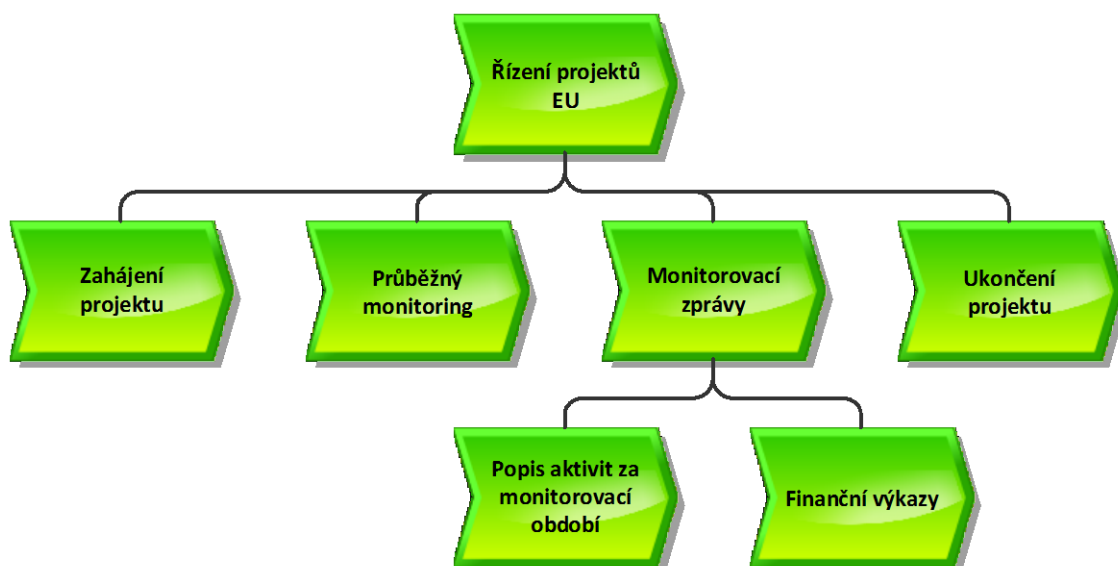 Řízení projektů
EU
Zahájení
projektu
Průběžný
monitoring
Monitorovací
zprávy
Ukončení
projektu
Popis aktivit za
monitorovací
období
Finanční výkazy